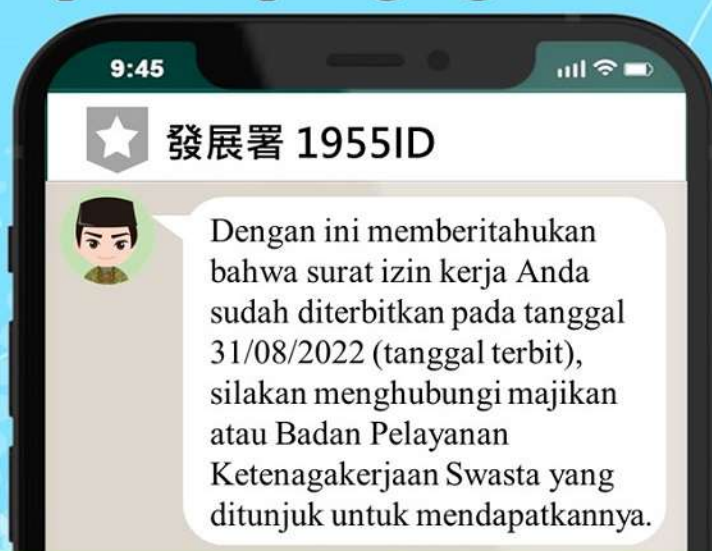 9:45
發展署 1955ID
Dengan ini memberitahukan
bahwa surat izin kerja Anda
sudah diterbitkan pada tanggal
31/08/2022 (tanggal terbit),
silakan menghubungi majikan
atau Badan Pelayanan
Ketenagakerjaan Swasta yang
ditunjuk untuk mendapatkannya.